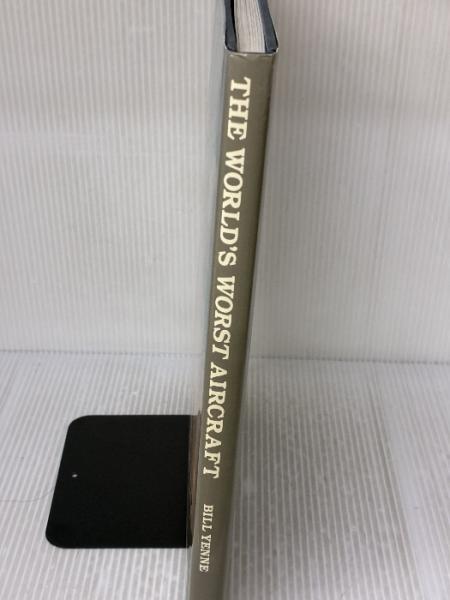 THE WORLD'S WORST AIRCRAFT
BILL YENNE